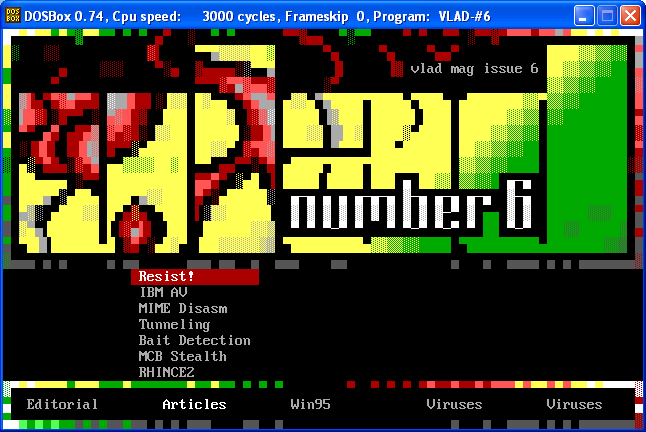 DOSBox 0.74, Cpu speed: 3000 cycles, Frameskip 0, Program: VLAD-#6
vlad mag issue 6
number 6
Resist!
IBM AV
MIME Disasm
Tunneling
Bait Detection
MCB Stealth
RHINCE2
Editorial Articles Win95 Viruses Viruses